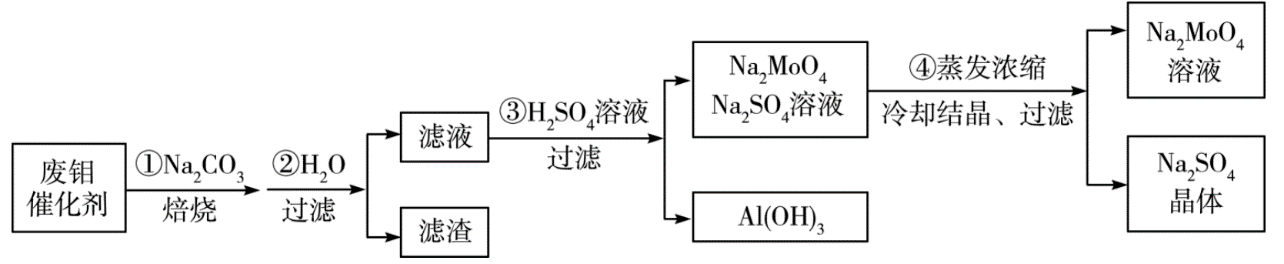 废钼
催化剂
①Na₂CO₃
焙烧
②H₂O
过滤
滤液
滤渣
③H₂SO₄溶液
过滤
Na₂MoO₄
Na₂SO₄溶液
Al(OH)₃
④蒸发浓缩
冷却结晶、过滤
Na₂MoO₄
溶液
Na₂SO₄
晶体